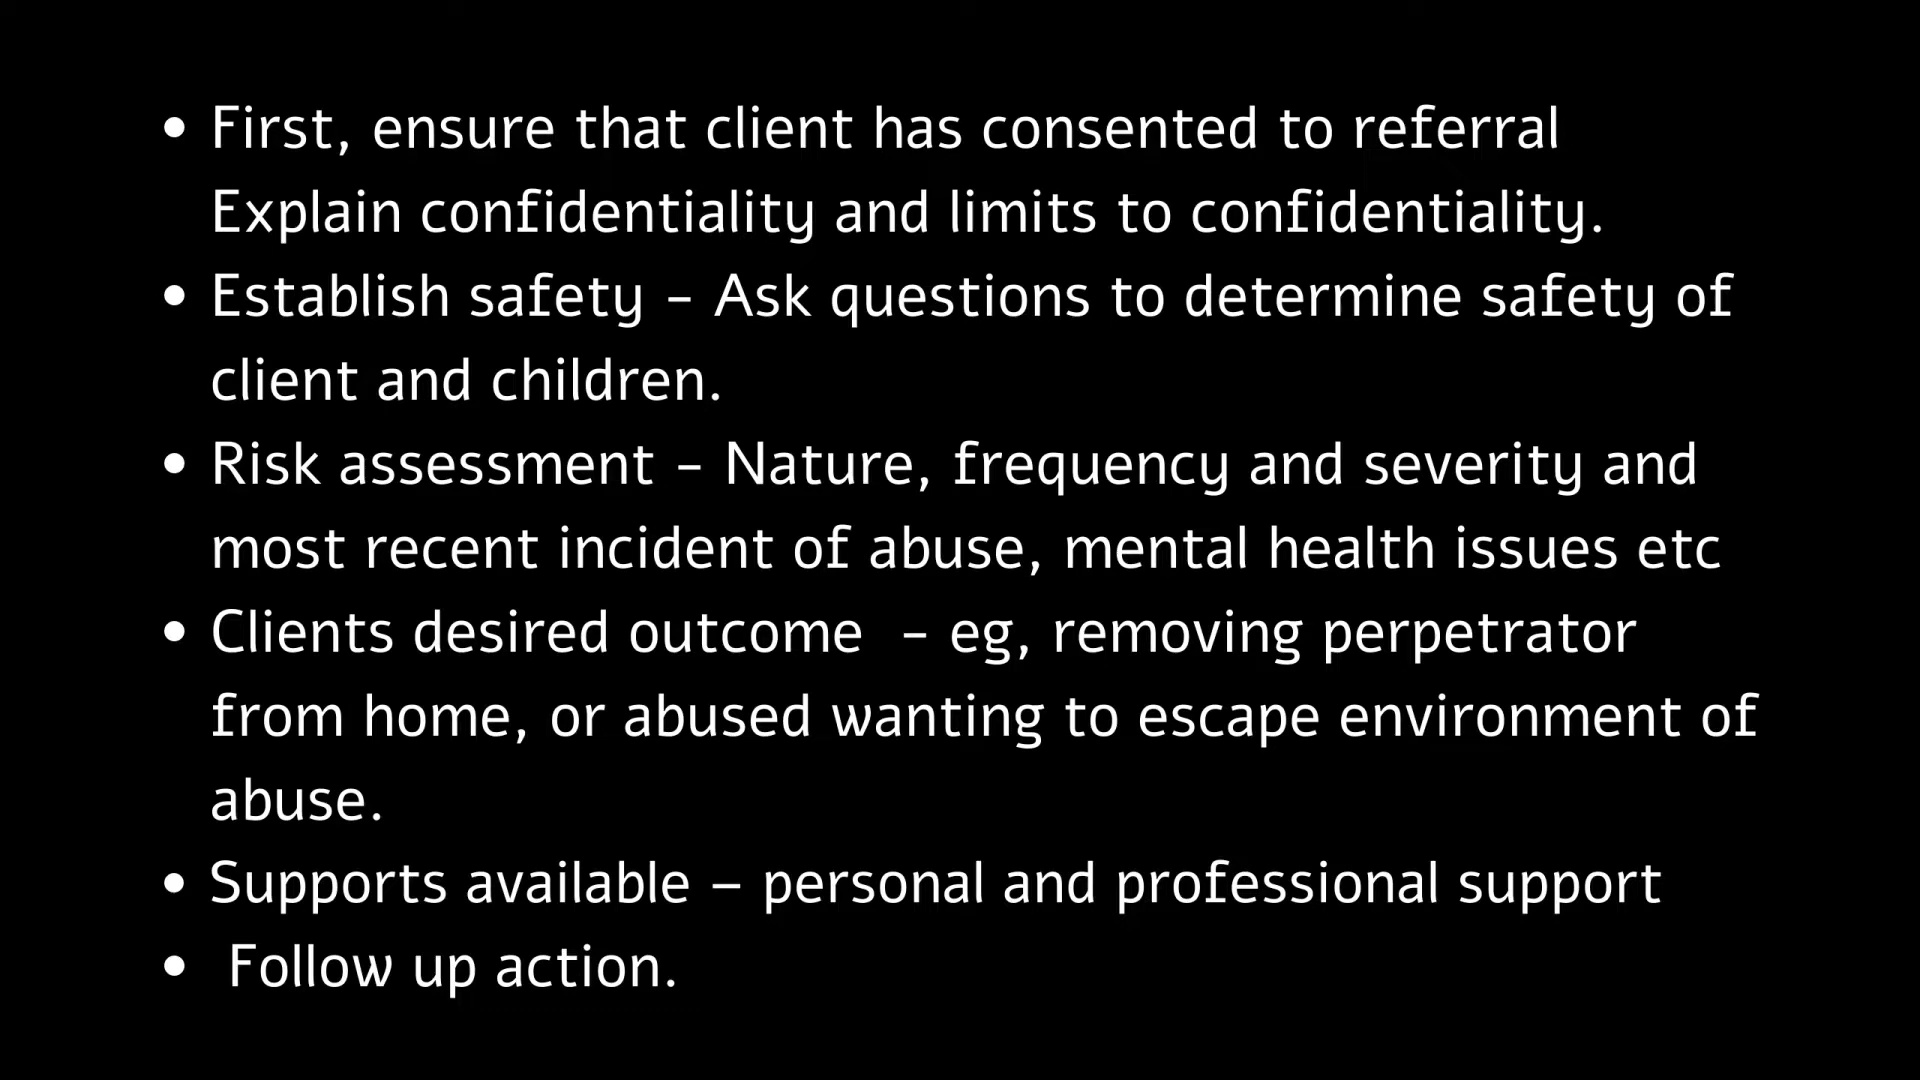 • First, ensure that client has consented to referral
Explain confidentiality and limits to confidentiality.
• Establish safety - Ask questions to determine safety of
client and children.
• Risk assessment - Nature, frequency and severity and
most recent incident of abuse, mental health issues etc
• Clients desired outcome  - eg, removing perpetrator
from home, or abused wanting to escape environment of
abuse.
• Supports available – personal and professional support
•  Follow up action.